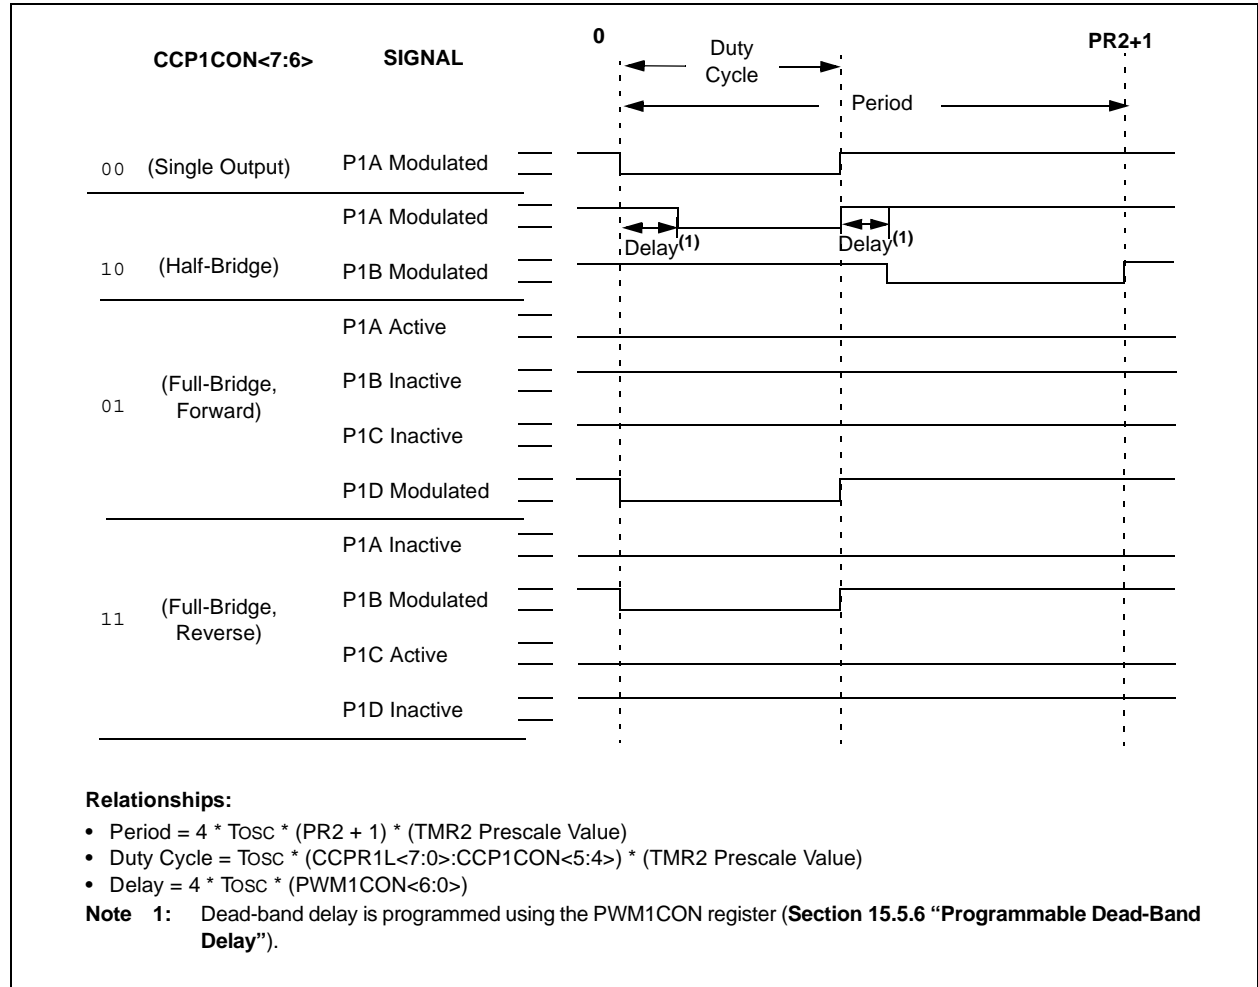 0
Duty
Cycle
PR2+1
CCP1CON<7:6>
SIGNAL
Period
00
(Single Output)
P1A Modulated
P1A Modulated
Delay(1)
Delay(1)
10
(Half-Bridge)
P1B Modulated
P1A Active
01
(Full-Bridge,
Forward)
P1B Inactive
P1C Inactive
P1D Modulated
P1A Inactive
11
(Full-Bridge,
Reverse)
P1B Modulated
P1C Active
P1D Inactive
Relationships:
• Period = 4 * TOSC * (PR2 + 1) * (TMR2 Prescale Value)
• Duty Cycle = TOSC * (CCPR1L<7:0>:CCP1CON<5:4>) * (TMR2 Prescale Value)
• Delay = 4 * TOSC * (PWM1CON<6:0>)
Note 1: Dead-band delay is programmed using the PWM1CON register (Section 15.5.6 “Programmable Dead-Band
Delay”).